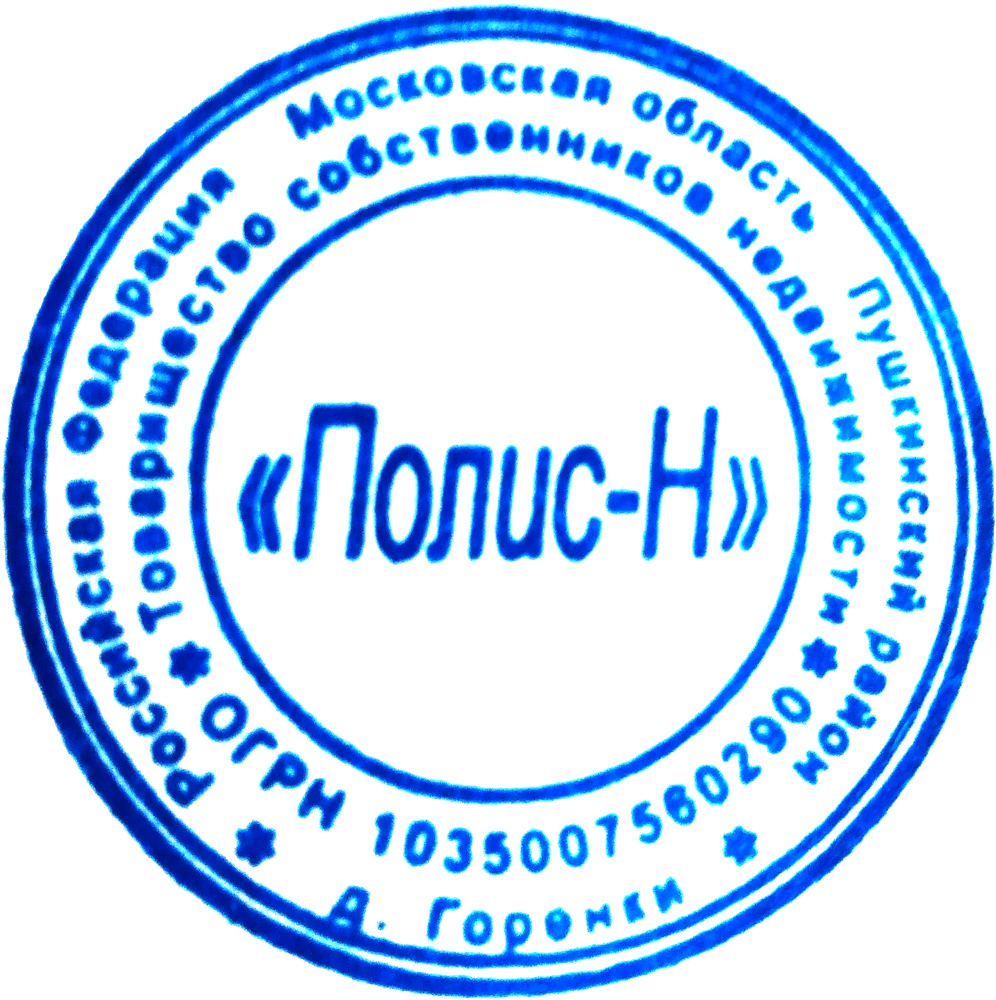 Российская Федерация Московская область Пушкинский район
д. Горенки
Товарищество собственников недвижимости
ОГРН 1035007560290
«Полис-Н»